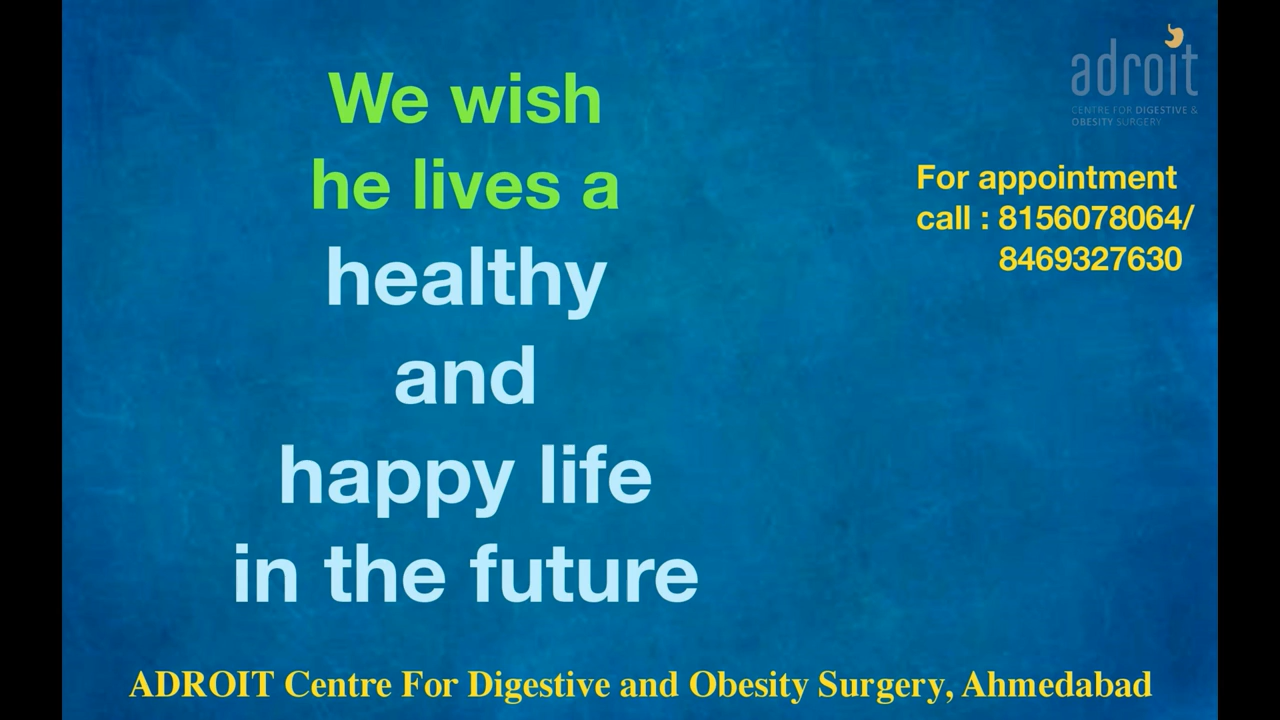 We wish
he lives a
healthy
and
happy life
in the future
adroit
CENTRE FOR DIGESTIVE &
OBESITY SURGERY
For appointment
call : 8156078064/
8469327630
ADROIT Centre For Digestive and Obesity Surgery, Ahmedabad